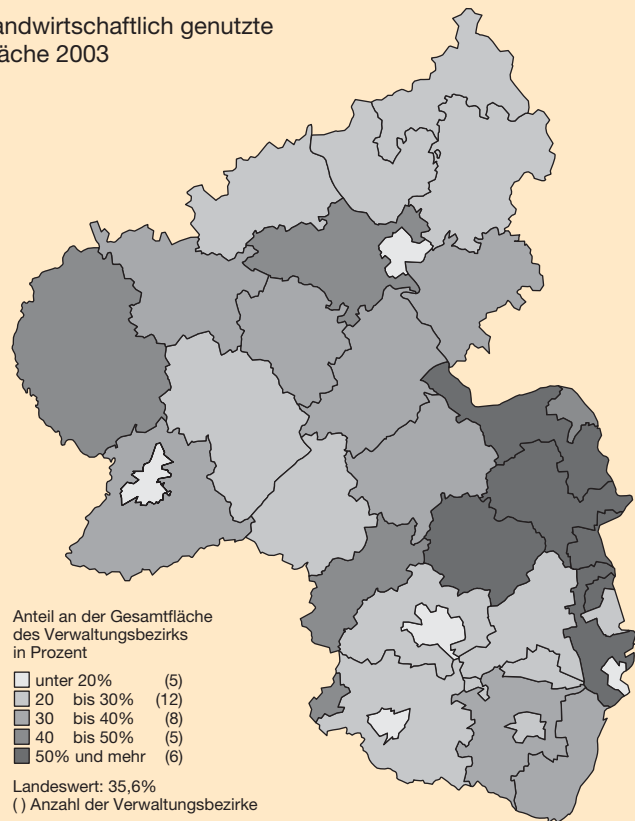 andwirtschaftlich genutzte
äche 2003
Anteil an der Gesamtfläche
des Verwaltungsbezirks
in Prozent
unter 20% (5)
20 bis 30% (12)
30 bis 40% (8)
40 bis 50% (5)
50% und mehr (6)
Landeswert: 35,6%
( ) Anzahl der Verwaltungsbezirke